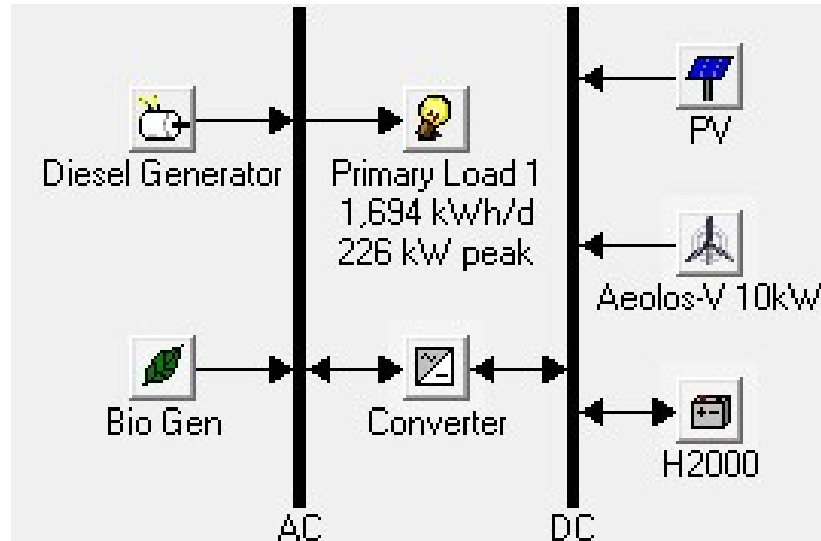 Diesel Generator
Primary Load 1
1,694 kWh/d
226 kW peak
PV
Aeolos-V 10kW
Bio Gen
Converter
H2000
AC
DC